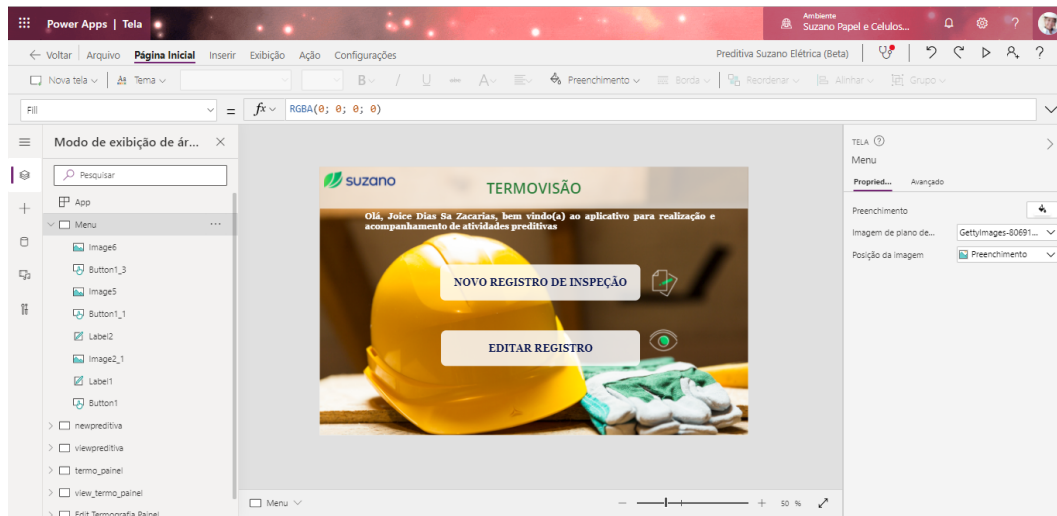 Power Apps | Tela
Ambiente
Suzano Papel e Celulos...
Voltar Arquivo Página Inicial Inserir Exibição Ação Configurações
Preditiva Suzano Elétrica (Beta)
Nova tela Tema B / U A Preenchimento Borda Reordenar Alinhar Grupo
Fill = fx RGBA(0; 0; 0; 0)
Modo de exibição de ár...
Pesquisar
App
Menu
Image6
Button1_3
Image5
Button1_1
Label2
Image2_1
Label1
Button1
newpreditiva
viewpreditiva
termo_painel
view_termo_painel
Edit Termografia Painel
suzano
TERMOVISÃO
Olá, Joice Dias Sa Zacarias, bem vindo(a) ao aplicativo para realização e
acompanhamento de atividades preditivas
NOVO REGISTRO DE INSPEÇÃO
EDITAR REGISTRO
Menu
50 %
TELA
Menu
Propried... Avançado
Preenchimento
Imagem de plano de... GettyImages-80691...
Posição da imagem Preenchimento